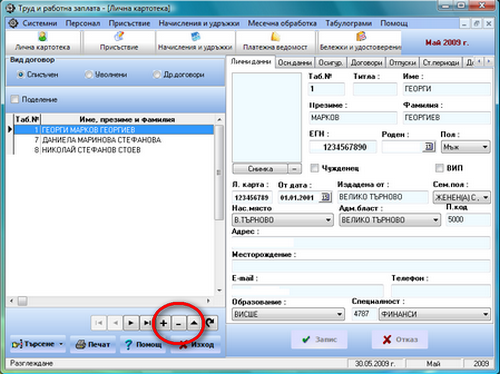 Труд и работна заплата - [Лична картотека]
Системни Персонал Присъствие Начисления и удръжки Месечна обработка Табулограми Помощ
Лична картотека Присъствие Начисления и удръжки Платежна ведомост Бележки и удостоверени Май 2009 г.
Вид договор
Списъчен Уволнени Др.договори
Поделение
Таб.№ Име, презиме и фамилия
1 ГЕОРГИ МАРКОВ ГЕОРГИЕВ
7 ДАНИЕЛА МАРИНОВА СТЕФАНОВА
8 НИКОЛАЙ СТЕФАНОВ СТОЕВ
Търсене Печат Помощ Изход
Лични данни Осн.данни Осигур. Договори Отпуски Ст.периоди
Таб.№ Титла : Име :
1 ГЕОРГИ
Презиме : Фамилия :
МАРКОВ ГЕОРГИЕВ
ЕГН : Роден : Пол :
1234567890 Мъж
Снимка -
Чужденец ВИП
Л. карта : От дата : Издадена от : Сем.пол :
123456789 01.01.2001 ВЕЛИКО ТЪРНОВО ЖЕНЕН(А) С.,
Нас.място Адм.бласт : П.код
В.ТЪРНОВО ВЕЛИКО ТЪРНОВО 5000
Адрес :
Месторождение :
E-mail : Телефон :
Образование : Специалност :
ВИСШЕ 4787 ФИНАНСИ
Запис Отказ
Разглеждане 30.05.2009 г. Май 2009